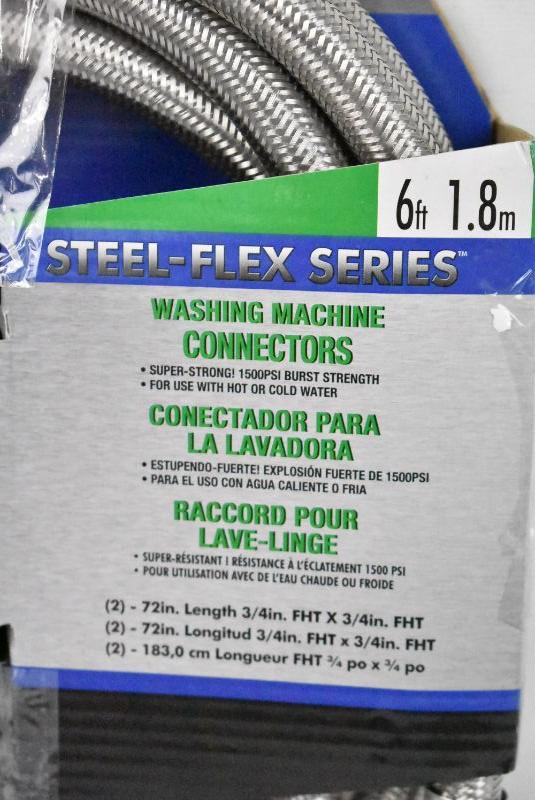 6ft 1.8m
STEEL-FLEX SERIES™
WASHING MACHINE
CONNECTORS
• SUPER-STRONG! 1500PSI BURST STRENGTH
• FOR USE WITH HOT OR COLD WATER
CONECTADOR PARA
LA LAVADORA
• ESTUPENDO-FUERTE! EXPLOSIÓN FUERTE DE 1500PSI
• PARA EL USO CON AGUA CALIENTE O FRIA
RACCORD POUR
LAVE-LINGE
• SUPER-RÉSISTANT ! RÉSISTANCE À L'ÉCLATEMENT 1500 PSI
• POUR UTILISATION AVEC DE L'EAU CHAUDE OU FROIDE
(2) - 72in. Length 3/4in. FHT X 3/4in. FHT
(2) - 72in. Longitud 3/4in. FHT x 3/4in. FHT
(2) - 183,0 cm Longueur FHT ¾ po x ¾ po